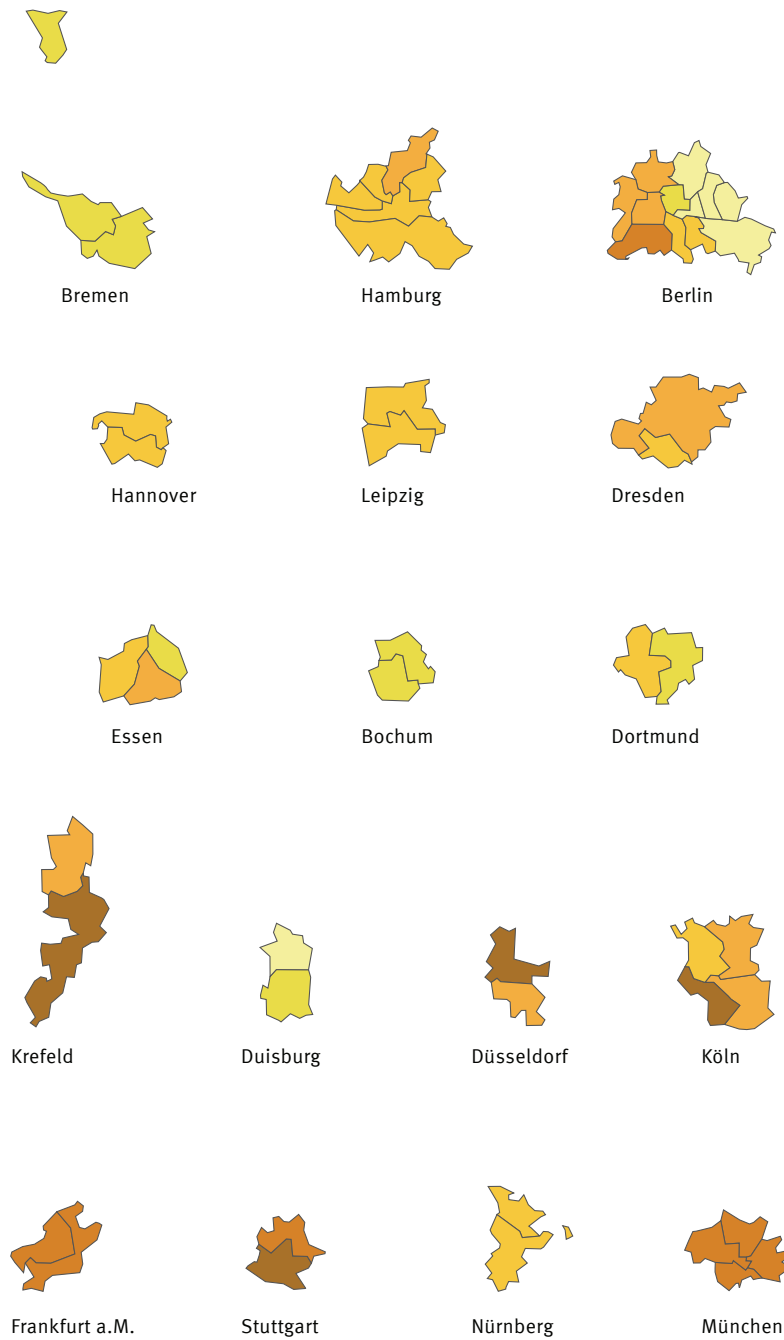 Bremen
Hamburg
Berlin
Hannover
Leipzig
Dresden
Essen
Bochum
Dortmund
Krefeld
Duisburg
Düsseldorf
Köln
Frankfurt a.M.
Stuttgart
Nürnberg
München